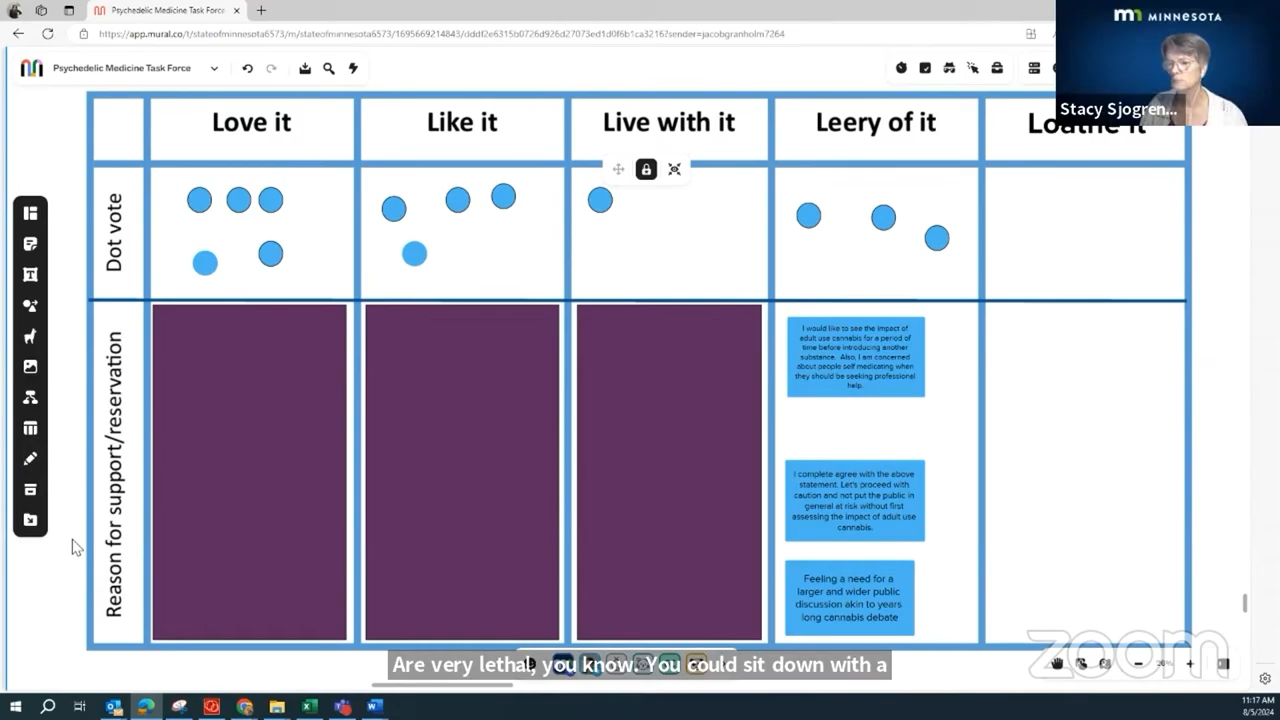 Psychedelic Medicine Task Force
https://app.mural.co/t/stateofminnesota6573/m/stateofminnesota6573/1695669214843/dddf2e6315b0726d926d27073ed1d0f6b1ca3216?sender=jacobgranholm7264
Psychedelic Medicine Task Force
MINNESOTA
Stacy Sjogren...
Love it
Like it
Live with it
Leery of it
Loathe it
Dot vote
Reason for support/reservation
I would like to see the impact of
adult use cannabis for a period of
time before introducing another
substance. Also, I am concerned
about people self medicating when
they should be seeking professional
help.
I complete agree with the above
statement. Let's proceed with
caution and not put the public in
general at risk without first
assessing the impact of adult use
cannabis.
Feeling a need for a
larger and wider public
discussion akin to years
long cannabis debate
Are very lethal, you know. You could sit down with a
zoom
11:17 AM
8/5/2024